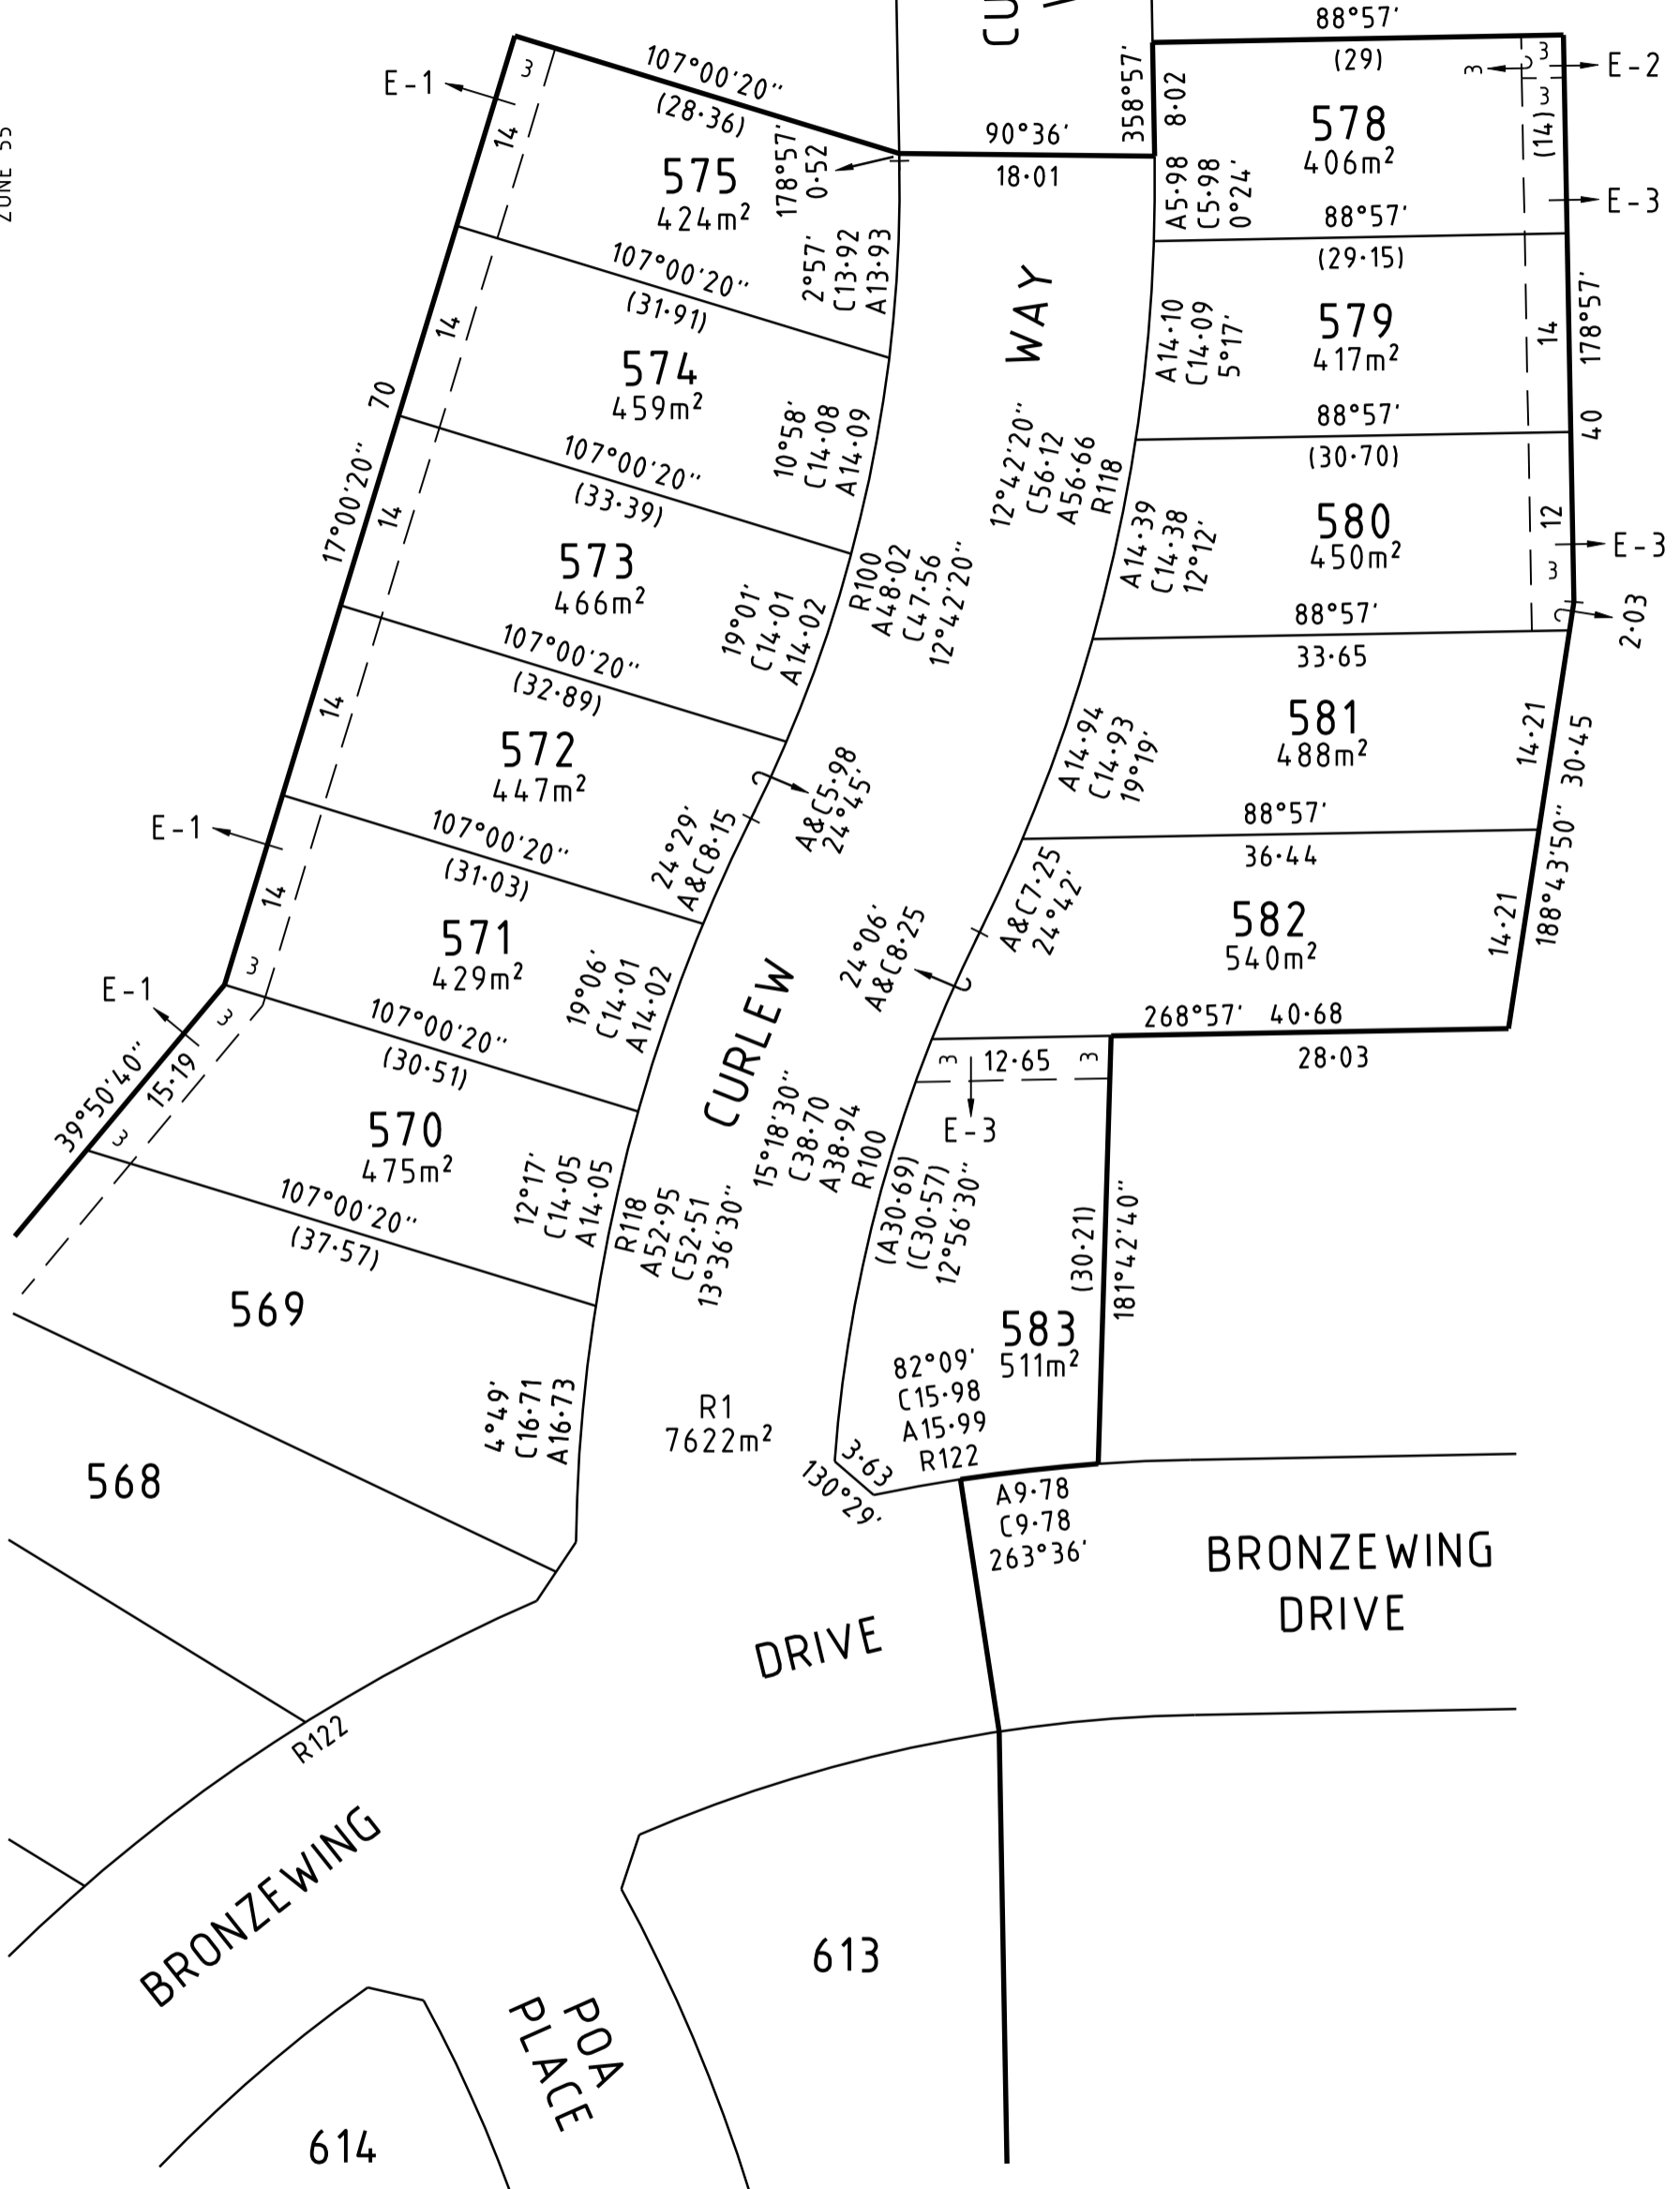 ZONE 55
CU
88°57'
(29)
3
3
E-2
3
(14)
E-3
358°57'
8·02
578
406m²
A5·98
C5·98
0°24'
88°57'
(29·15)
90°36'
18·01
107°00'20"
(28·36)
3
E-1
14
575
424m²
178°57'
0·52
2°57'
C13·92
A13·93
107°00'20"
(31·91)
14
574
459m²
10°58'
C14·08
A14·09
107°00'20"
(33·39)
70
17°00'20"
14
573
466m²
19°01'
C14·01
A14·02
107°00'20"
(32·89)
14
572
447m²
24°29'
A&C8·15
107°00'20"
(31·03)
E-1
14
3
571
429m²
19°06'
C14·01
A14·02
107°00'20"
(30·51)
E-1
3
39°50'40"
15·19
3
570
475m²
12°17'
C14·05
A14·05
107°00'20"
(37·57)
569
4°49'
C16·71
A16·73
568
WAY
12°42'20"
C56·12
A56·66
R118
R100
A48·02
C47·56
12°42'20"
A&C5·98
24°45'
24°06'
A&C8·25
CURLEW
15°18'30"
C38·70
A38·94
R100
R118
A52·95
C52·51
13°36'30"
R1
7622m²
A14·10
C14·09
5°17'
579
417m²
14
178°57'
40
88°57'
(30·70)
A14·39
C14·38
12°12'
580
450m²
12
E-3
3
2·03
88°57'
33·65
A14·94
C14·93
19°19'
581
488m²
14·21
30·45
188°43'50"
88°57'
36·44
A&C7·25
24°42'
582
540m²
14·21
268°57' 40·68
28·03
3
12·65
3
E-3
(A30·69)
(C30·57)
12°56'30"
(30·21)
181°42'40"
583
511m²
82°09'
C15·98
A15·99
R122
3·63
130°29'
A9·78
C9·78
263°36'
BRONZEWING
DRIVE
DRIVE
R122
BRONZEWING
613
POA
PLACE
614